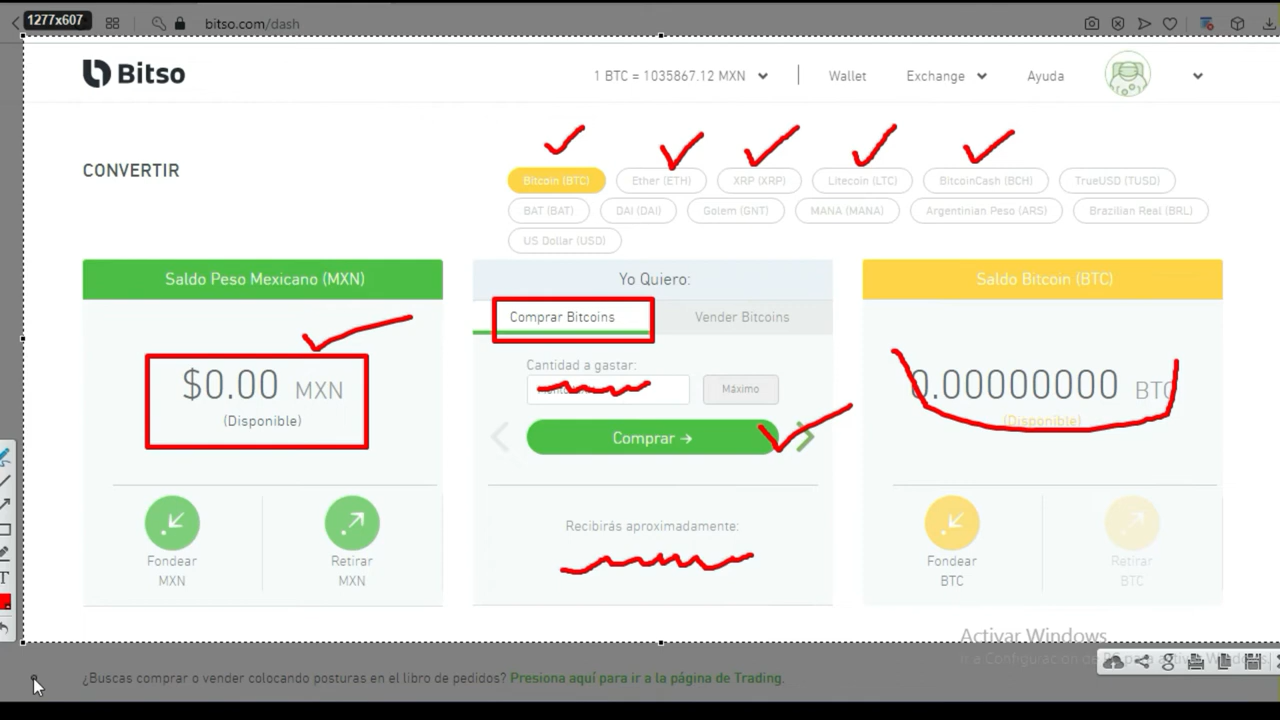 1277x607
bitso.com/dash
Bitso
1 BTC = 1035867.12 MXN
Wallet
Exchange
Ayuda
CONVERTIR
Bitcoin (BTC)
Ether (ETH)
XRP (XRP)
Litecoin (LTC)
BitcoinCash (BCH)
TrueUSD (TUSD)
BAT (BAT)
DAI (DAI)
Golem (GNT)
MANA (MANA)
Argentinian Peso (ARS)
Brazilian Real (BRL)
US Dollar (USD)
Saldo Peso Mexicano (MXN)
$0.00 MXN
(Disponible)
Fondear
MXN
Retirar
MXN
Yo Quiero:
Comprar Bitcoins
Vender Bitcoins
Cantidad a gastar:
Máximo
Comprar →
Recibirás aproximadamente:
Saldo Bitcoin (BTC)
0.00000000 BTC
(Disponible)
Fondear
BTC
Retirar
BTC
Activar Windows
¿Buscas comprar o vender colocando posturas en el libro de pedidos? Presiona aquí para ir a la página de Trading.